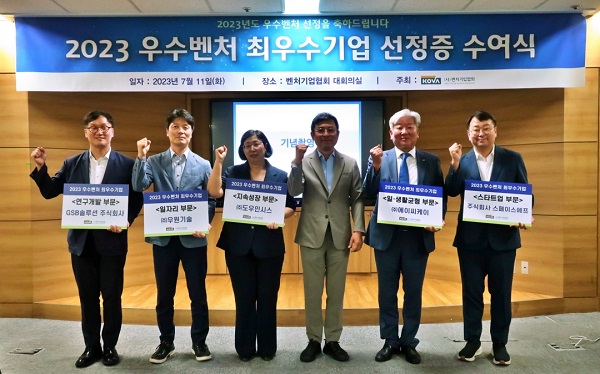 2023년도 우수벤처 선정을 축하드립니다
2023 우수벤처 최우수기업 선정증 수여식
일자 : 2023년 7월 11일(화) 장소 : 벤처기업협회 대회의실 주최 : KOVA (사)벤처기업협회
기념촬영
2023 우수벤처 최우수기업
<연구개발 부문>
GSB솔루션 주식회사
2023 우수벤처 최우수기업
<일자리 부문>
㈜우원기술
2023 우수벤처 최우수기업
<지속성장 부문>
㈜도우인시스
2023 우수벤처 최우수기업
<일·생활균형 부문>
㈜에이씨케이
2023 우수벤처 최우수기업
<스타트업 부문>
주식회사 스페이스에프